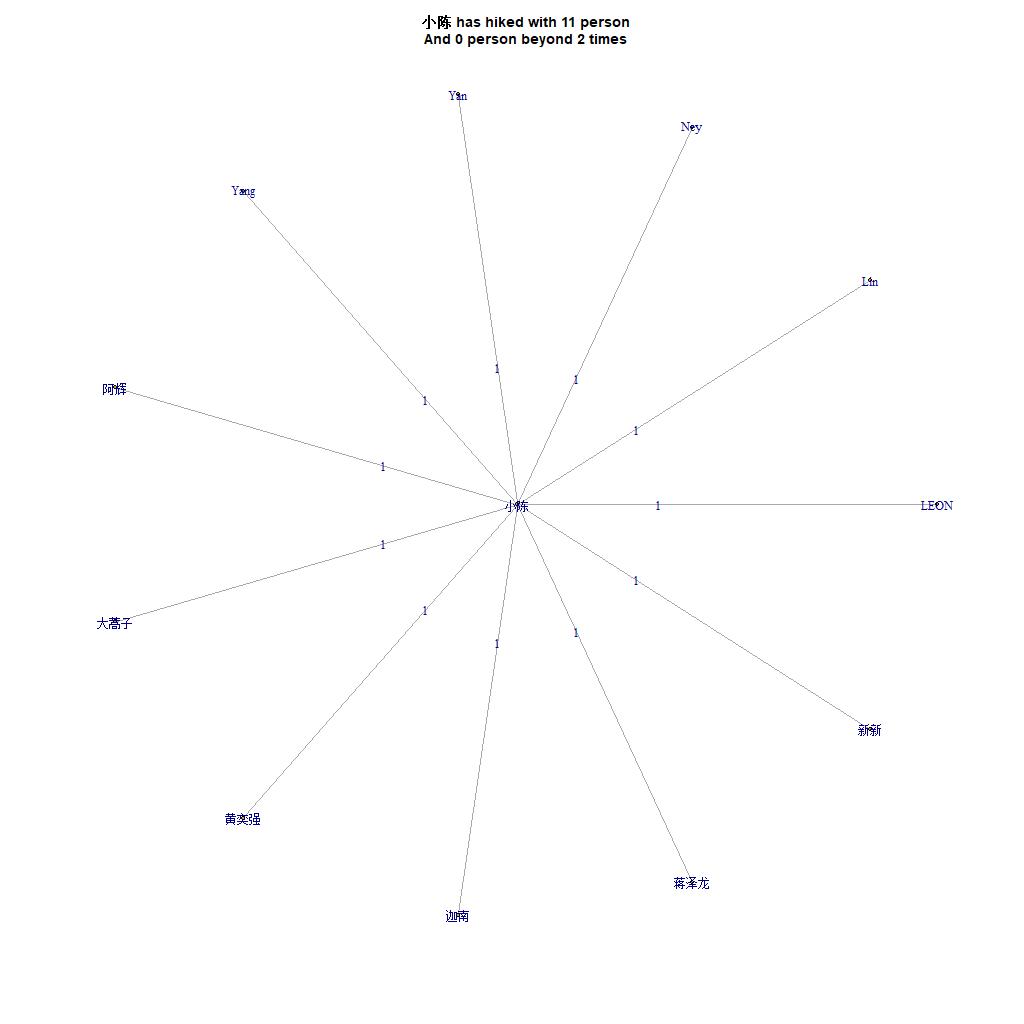 小陈 has hiked with 11 person
And 0 person beyond 2 times
Yan
Ney
Yang
Lin
1
1
阿辉
1
1
1
小陈
1
LEON
1
1
1
1
1
大蒿子
新新
黄奕强
蒋泽龙
迦南